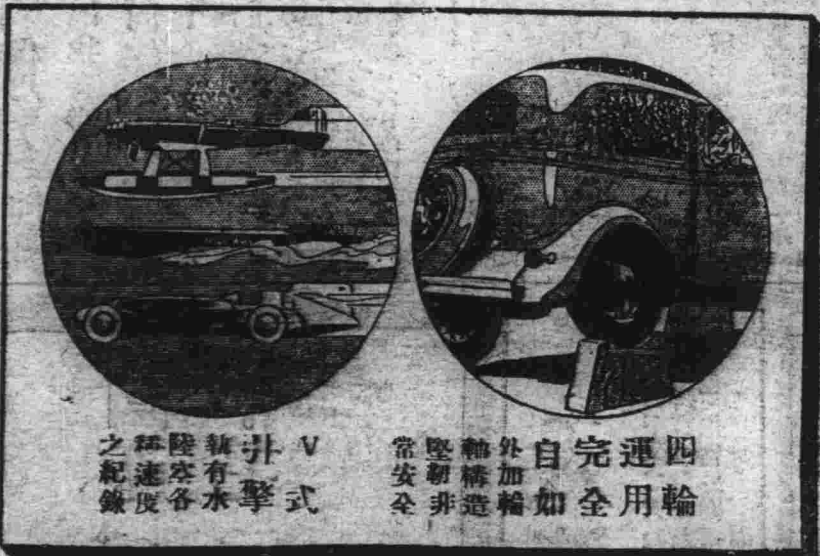 四輪
運用
完全
自如
外加輪
軸構造
堅韌非
常安全
V式
引擎
執有水
陸空各
種速度
之紀錄